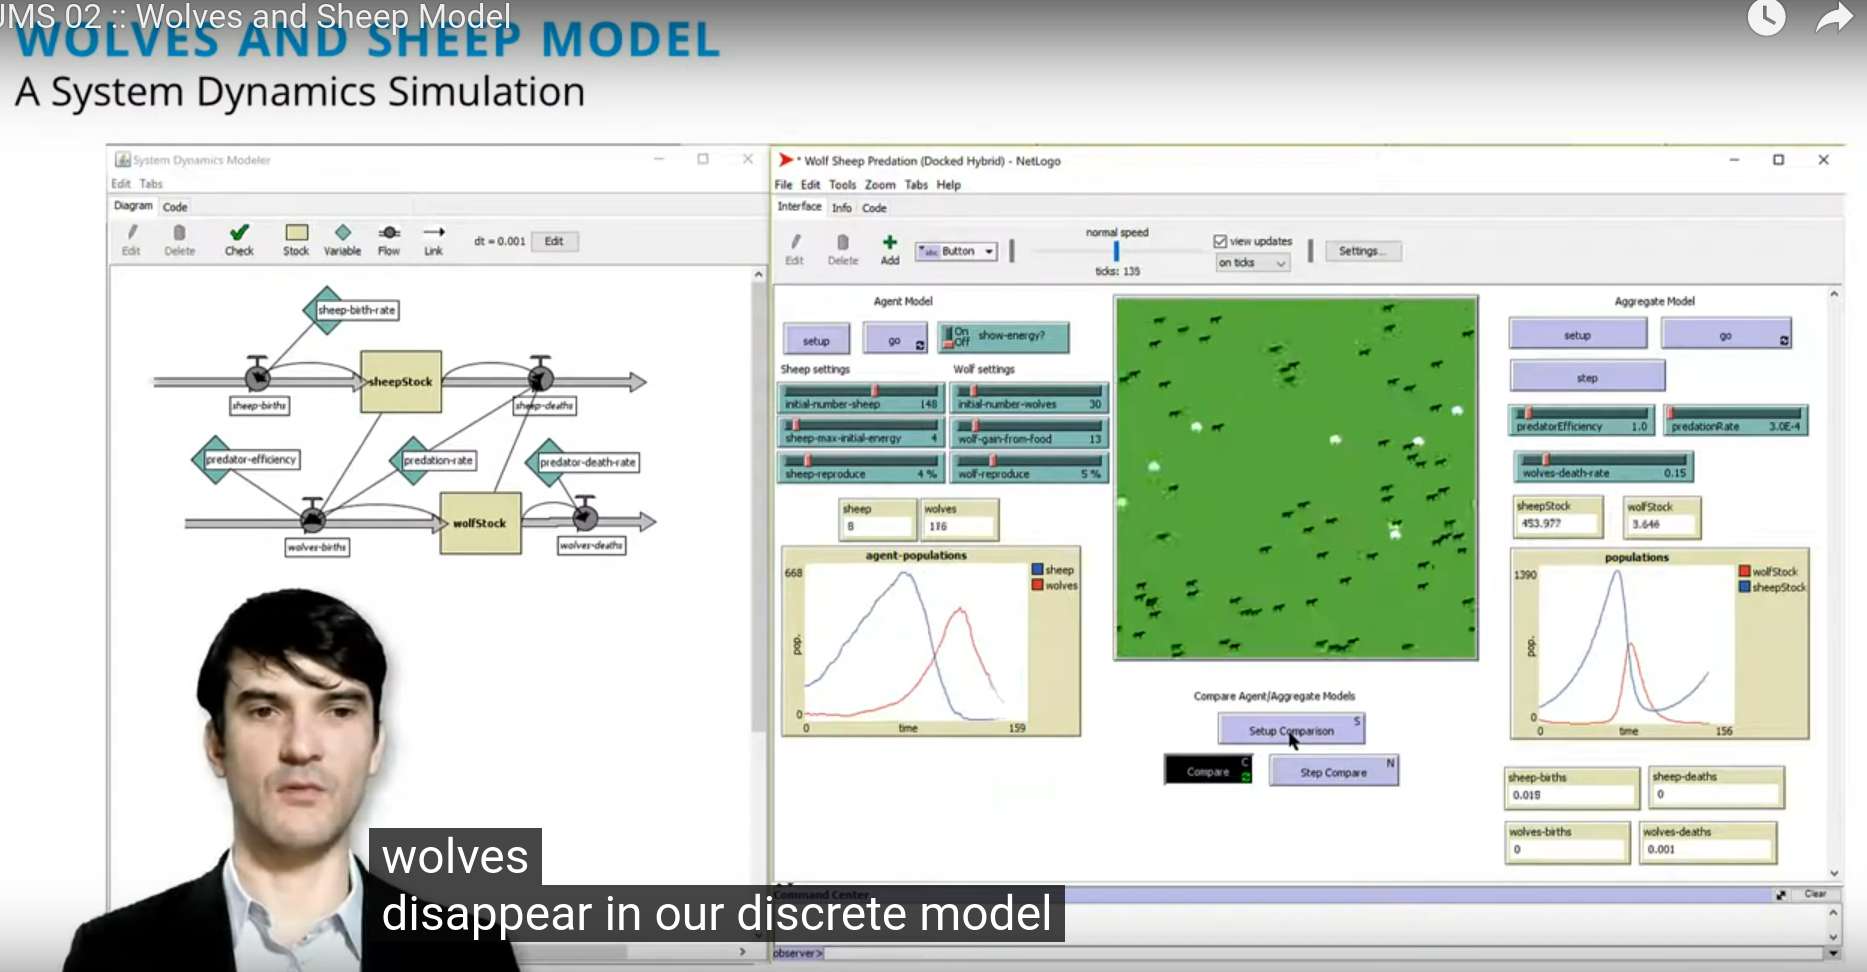 UMS 02 :: Wolves and Sheep Model
WOLVES AND SHEEP MODEL
A System Dynamics Simulation
System Dynamics Modeler
Edit Tabs
Diagram Code
Edit Delete Check Stock Variable Flow Link dt = 0.001 Edit
sheep-birth-rate
sheepStock
sheep-births
sheep-deaths
predator-efficiency
predation-rate
predator-death-rate
wolfStock
wolves-births
wolves-deaths
* Wolf Sheep Predation (Docked Hybrid) - NetLogo
File Edit Tools Zoom Tabs Help
Interface Info Code
Edit Delete Add Button
normal speed
ticks: 139
view updates
on ticks
Settings...
Agent Model
setup go On Off show-energy?
Sheep settings Wolf settings
initial-number-sheep 148 initial-number-wolves 30
sheep-max-initial-energy 4 wolf-gain-from-food 13
sheep-reproduce 4 % wolf-reproduce 5 %
sheep wolves
8 116
agent-populations
668
sheep
wolves
pop.
0
0 time 159
Compare Agent/Aggregate Models
Setup Comparison S
Compare C
Step Compare N
Aggregate Model
setup go
step
predatorEfficiency 1.0 predationRate 3.0E-4
wolves-death-rate 0.15
sheepStock wolfStock
453.977 3.646
populations
1390
wolfStock
sheepStock
pop.
0
0 time 156
sheep-births sheep-deaths
0.018 0
wolves-births wolves-deaths
0 0.001
Command Center Clear
observer>
wolves
disappear in our discrete model